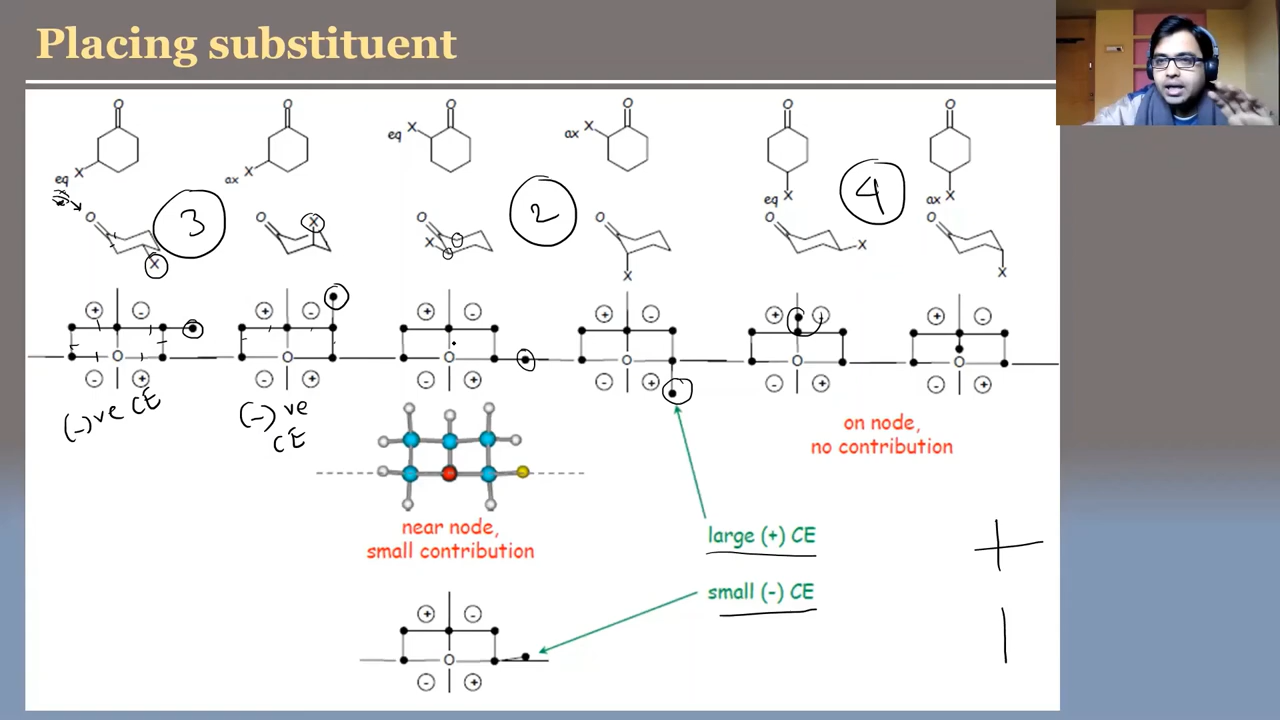 Placing substituent
O O O O O O
eq X
ax X
eq X
ax X
eq X
ax X
3 2 4
O X
O X
O X
O X
O X
O X
+ - + - + - + - + + -
O O O O O O
- + - + - + - + - + - +
(-)ve CE
(-) ve
CE
on node,
no contribution
near node,
small contribution
large (+) CE
small (-) CE
+ -
O
- +